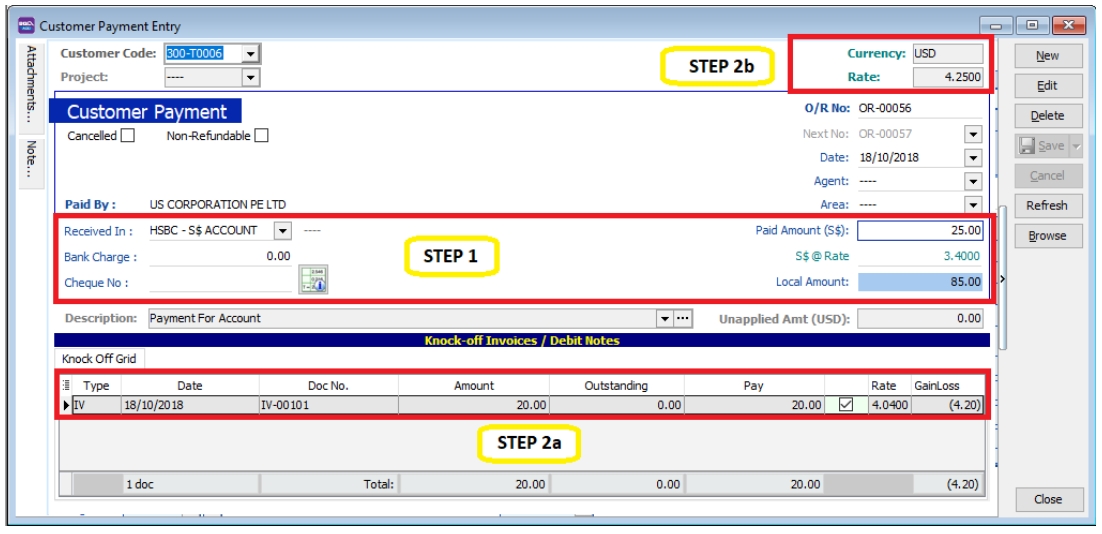 Customer Payment Entry
Attachments...
Note...
Customer Code: 300-T0006
Project: ----
STEP 2b
Currency: USD
Rate: 4.2500
Customer Payment
Cancelled Non-Refundable
O/R No: OR-00056
Next No: OR-00057
Date: 18/10/2018
Agent: ----
Area: ----
Paid By : US CORPORATION PE LTD
Received In : HSBC - S$ ACCOUNT ----
Bank Charge : 0.00
Cheque No :
STEP 1
Paid Amount (S$): 25.00
S$ @ Rate 3.4000
Local Amount: 85.00
Description: Payment For Account
Unapplied Amt (USD): 0.00
Knock-off Invoices / Debit Notes
Knock Off Grid
Type Date Doc No. Amount Outstanding Pay Rate GainLoss
IV 18/10/2018 IV-00101 20.00 0.00 20.00 4.0400 (4.20)
STEP 2a
1 doc Total: 20.00 0.00 20.00 (4.20)
New
Edit
Delete
Save
Cancel
Refresh
Browse
Close